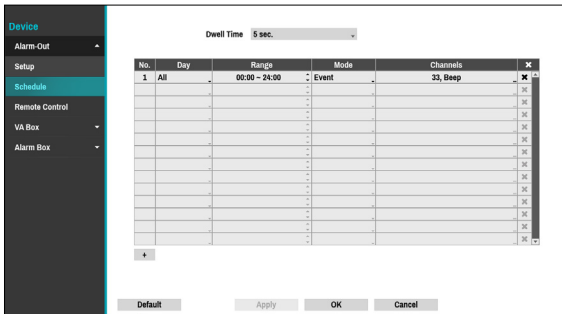 Device
Alarm-Out
Setup
Schedule
Remote Control
VA Box
Alarm Box
Dwell Time 5 sec.
No. Day Range Mode Channels
1 All 00:00 ~ 24:00 Event 33, Beep
+
Default Apply OK Cancel